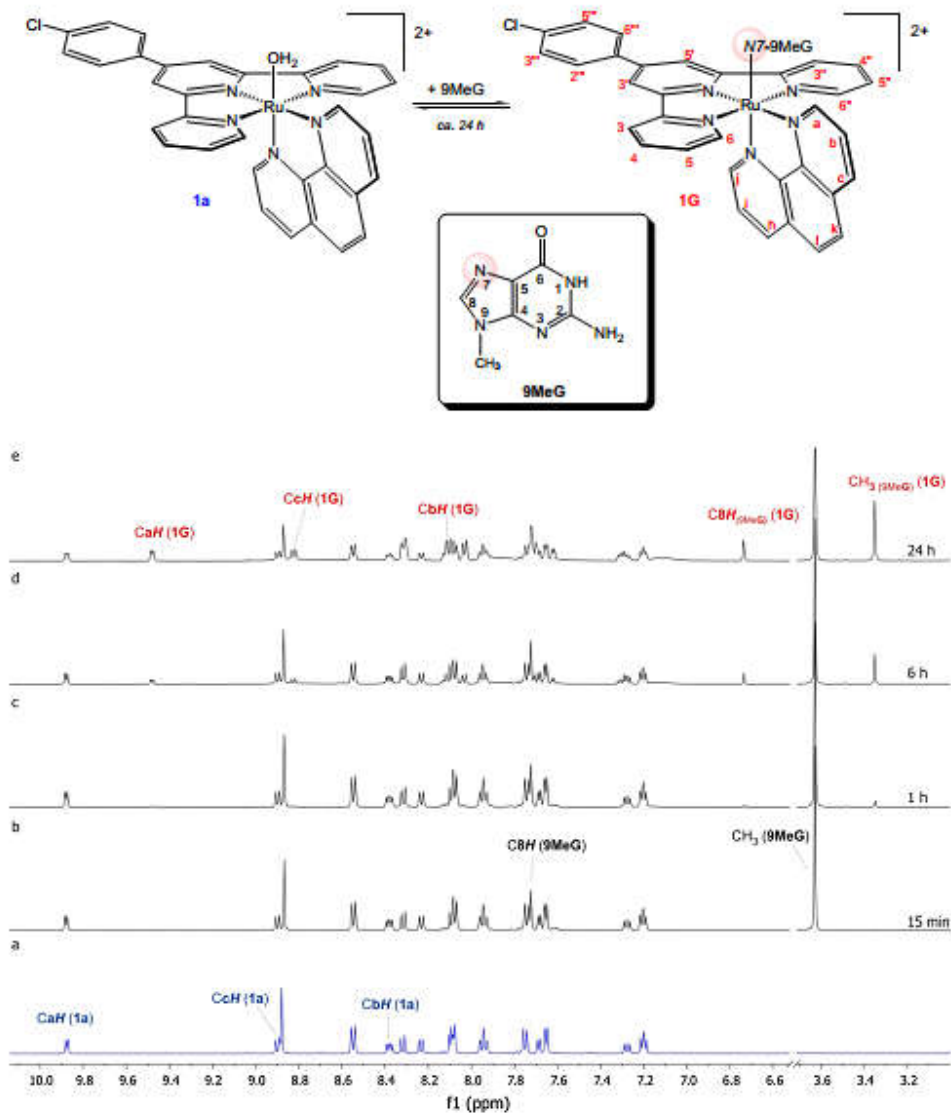 Cl
2+
OH₂
N
N
N
Ru
N
N
N
1a
+ 9MeG
ca. 24 h
Cl
5'''
6'''
3'''
2'''
2+
N7-9MeG
5'
3'
3''
4''
5''
6''
N
N
N
Ru
N
N
N
3
4
5
6
a
b
c
j
i
h
l
k
1G
O
N
7
6
5
1
NH
8
9
N
4
3
N
2
NH₂
CH₃
9MeG
e
CaH (1G)
CcH (1G)
CbH (1G)
C8H(9MeG) (1G)
CH₃ (9MeG) (1G)
24 h
d
6 h
c
1 h
b
C8H (9MeG)
CH₃ (9MeG)
15 min
a
CaH (1a)
CcH (1a)
CbH (1a)
10.0 9.8 9.6 9.4 9.2 9.0 8.8 8.6 8.4 8.2 8.0 7.8 7.6 7.4 7.2 7.0 6.8 6.6 3.6 3.4 3.2
f1 (ppm)